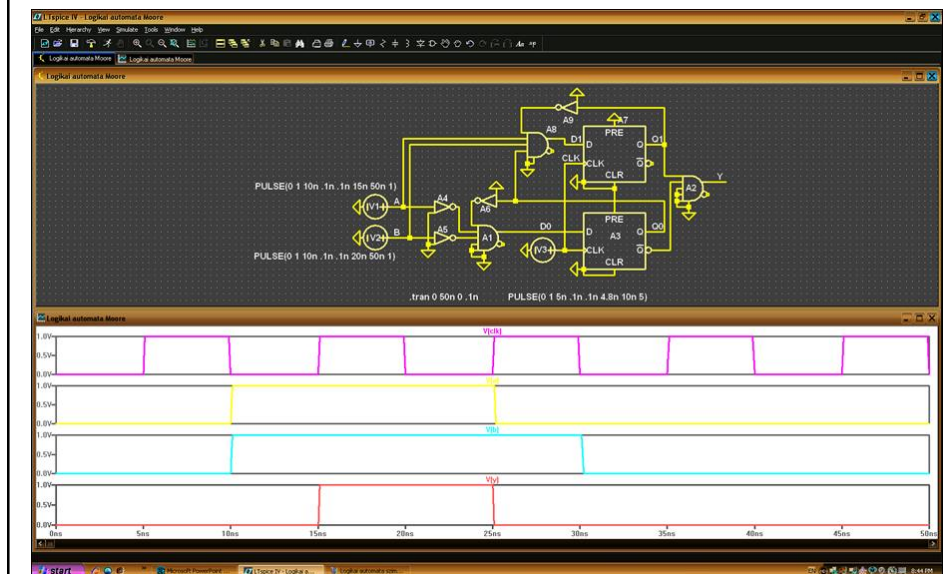 LTspice IV - Logikai automata Moore
File Edit Hierarchy View Simulate Tools Window Help
Logikai automata Moore Logikai automata Moore
Logikai automata Moore
A9 A7
A8 D1 PRE Q1
D Q
CLK CLK Q
PULSE(0 1 10n .1n .1n 15n 50n 1) CLR Y
A2
V1 A A4 A6
PRE
V2 B A5 A1 D0 D Q Q0
A3
V3 CLK Q
PULSE(0 1 10n .1n .1n 20n 50n 1) CLR
.tran 0 50n 0 .1n PULSE(0 1 5n .1n .1n 4.8n 10n 5)
Logikai automata Moore
V(clk)
1.0V
0.5V
0.0V
1.0V
0.5V
0.0V
V(b)
1.0V
0.5V
0.0V
V(y)
1.0V
0.5V
0.0V
0ns 5ns 10ns 15ns 20ns 25ns 30ns 35ns 40ns 45ns 50ns
start Microsoft PowerPoint ... LTspice IV - Logikai a... Logikai automata szim... EN 8:44 PM